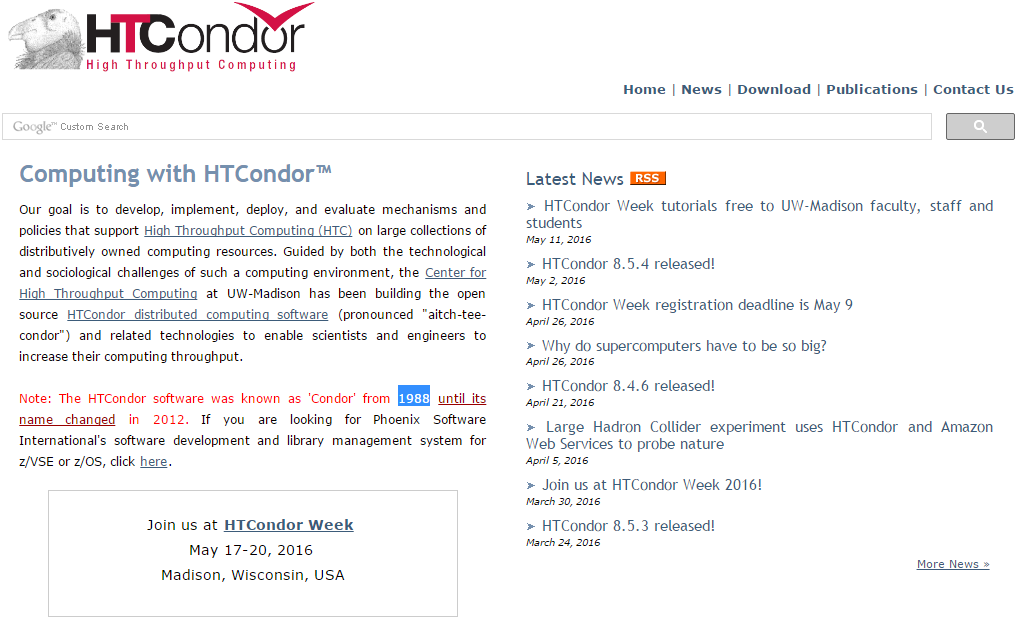 HTCondor
High Throughput Computing
Home | News | Download | Publications | Contact Us
Google™ Custom Search
Computing with HTCondor™
Our goal is to develop, implement, deploy, and evaluate mechanisms and
policies that support High Throughput Computing (HTC) on large collections of
distributively owned computing resources. Guided by both the technological
and sociological challenges of such a computing environment, the Center for
High Throughput Computing at UW-Madison has been building the open
source HTCondor distributed computing software (pronounced "aitch-tee-
condor") and related technologies to enable scientists and engineers to
increase their computing throughput.
Note: The HTCondor software was known as 'Condor' from 1988 until its
name changed in 2012. If you are looking for Phoenix Software
International's software development and library management system for
z/VSE or z/OS, click here.
Join us at HTCondor Week
May 17-20, 2016
Madison, Wisconsin, USA
Latest News RSS
➢ HTCondor Week tutorials free to UW-Madison faculty, staff and
students
May 11, 2016
➢ HTCondor 8.5.4 released!
May 2, 2016
➢ HTCondor Week registration deadline is May 9
April 26, 2016
➢ Why do supercomputers have to be so big?
April 26, 2016
➢ HTCondor 8.4.6 released!
April 21, 2016
➢ Large Hadron Collider experiment uses HTCondor and Amazon
Web Services to probe nature
April 5, 2016
➢ Join us at HTCondor Week 2016!
March 30, 2016
➢ HTCondor 8.5.3 released!
March 24, 2016
More News »